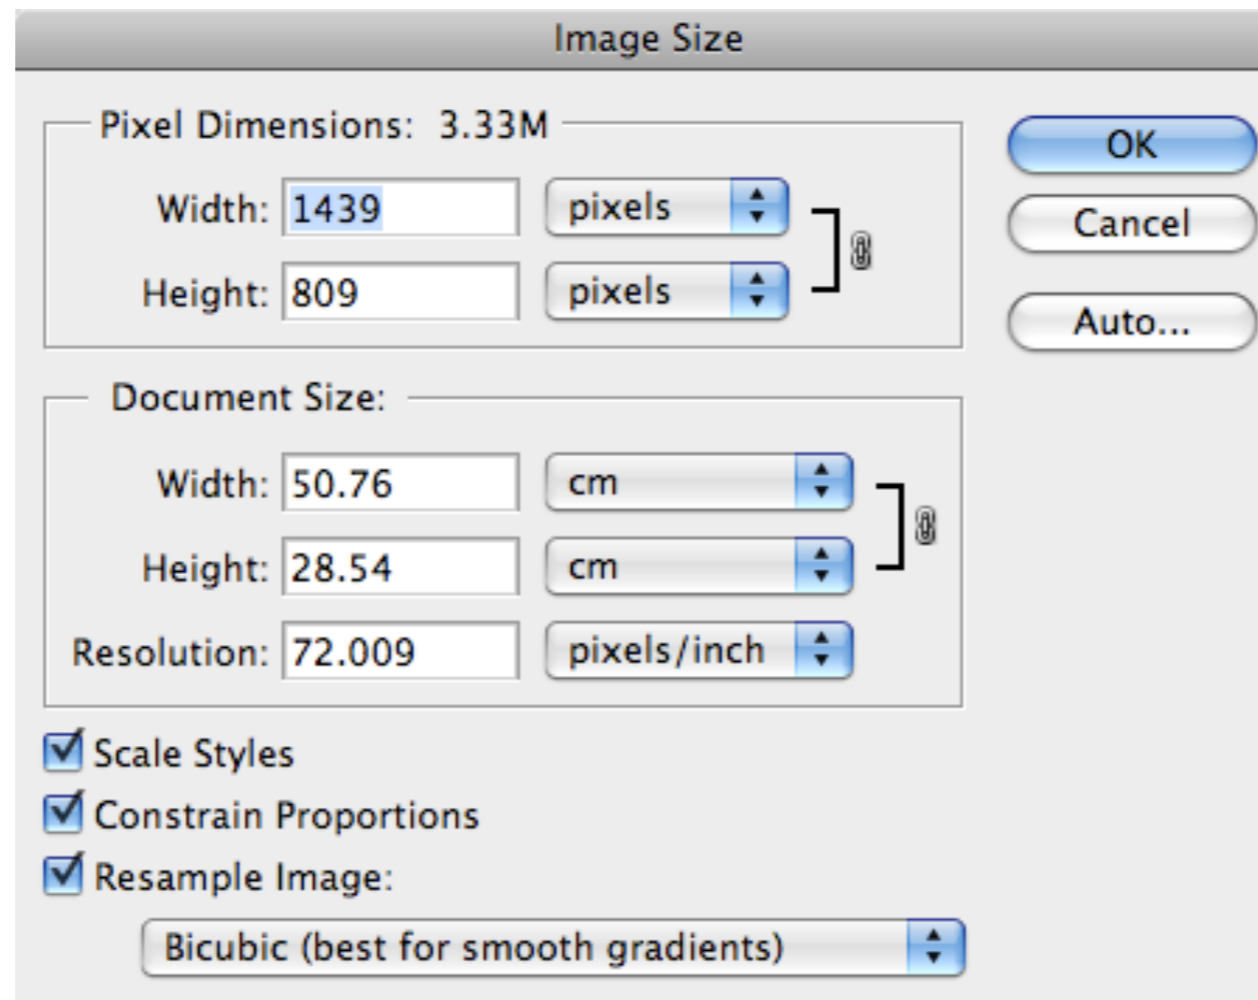 Image Size
Pixel Dimensions: 3.33M
Width: 1439 pixels
Height: 809 pixels
OK
Cancel
Auto...
Document Size:
Width: 50.76 cm
Height: 28.54 cm
Resolution: 72.009 pixels/inch
Scale Styles
Constrain Proportions
Resample Image:
Bicubic (best for smooth gradients)